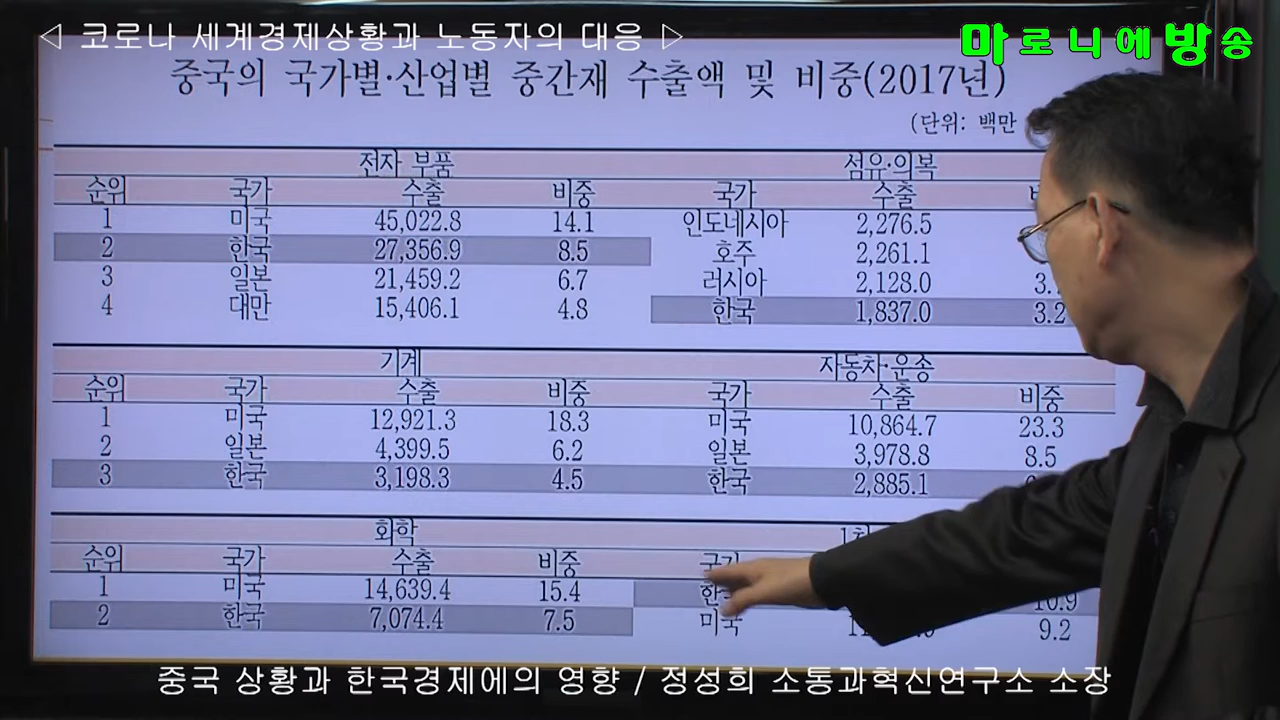 ◁ 코로나 세계경제상황과 노동자의 대응 ▷
마로니에방송
중국의 국가별·산업별 중간재 수출액 및 비중(2017년)
(단위: 백만
전자 부품 섬유·의복
순위 국가 수출 비중 국가 수출
1 미국 45,022.8 14.1 인도네시아 2,276.5
2 한국 27,356.9 8.5 호주 2,261.1
3 일본 21,459.2 6.7 러시아 2,128.0
4 대만 15,406.1 4.8 한국 1,837.0 3.2
기계 자동차·운송
순위 국가 수출 비중 국가 수출 비중
1 미국 12,921.3 18.3 미국 10,864.7 23.3
2 일본 4,399.5 6.2 일본 3,978.8 8.5
3 한국 3,198.3 4.5 한국 2,885.1
화학 1차
순위 국가 수출 비중 국가
1 미국 14,639.4 15.4 한국 10.9
2 한국 7,074.4 7.5 미국 9.2
중국 상황과 한국경제에의 영향 / 정성희 소통과혁신연구소 소장